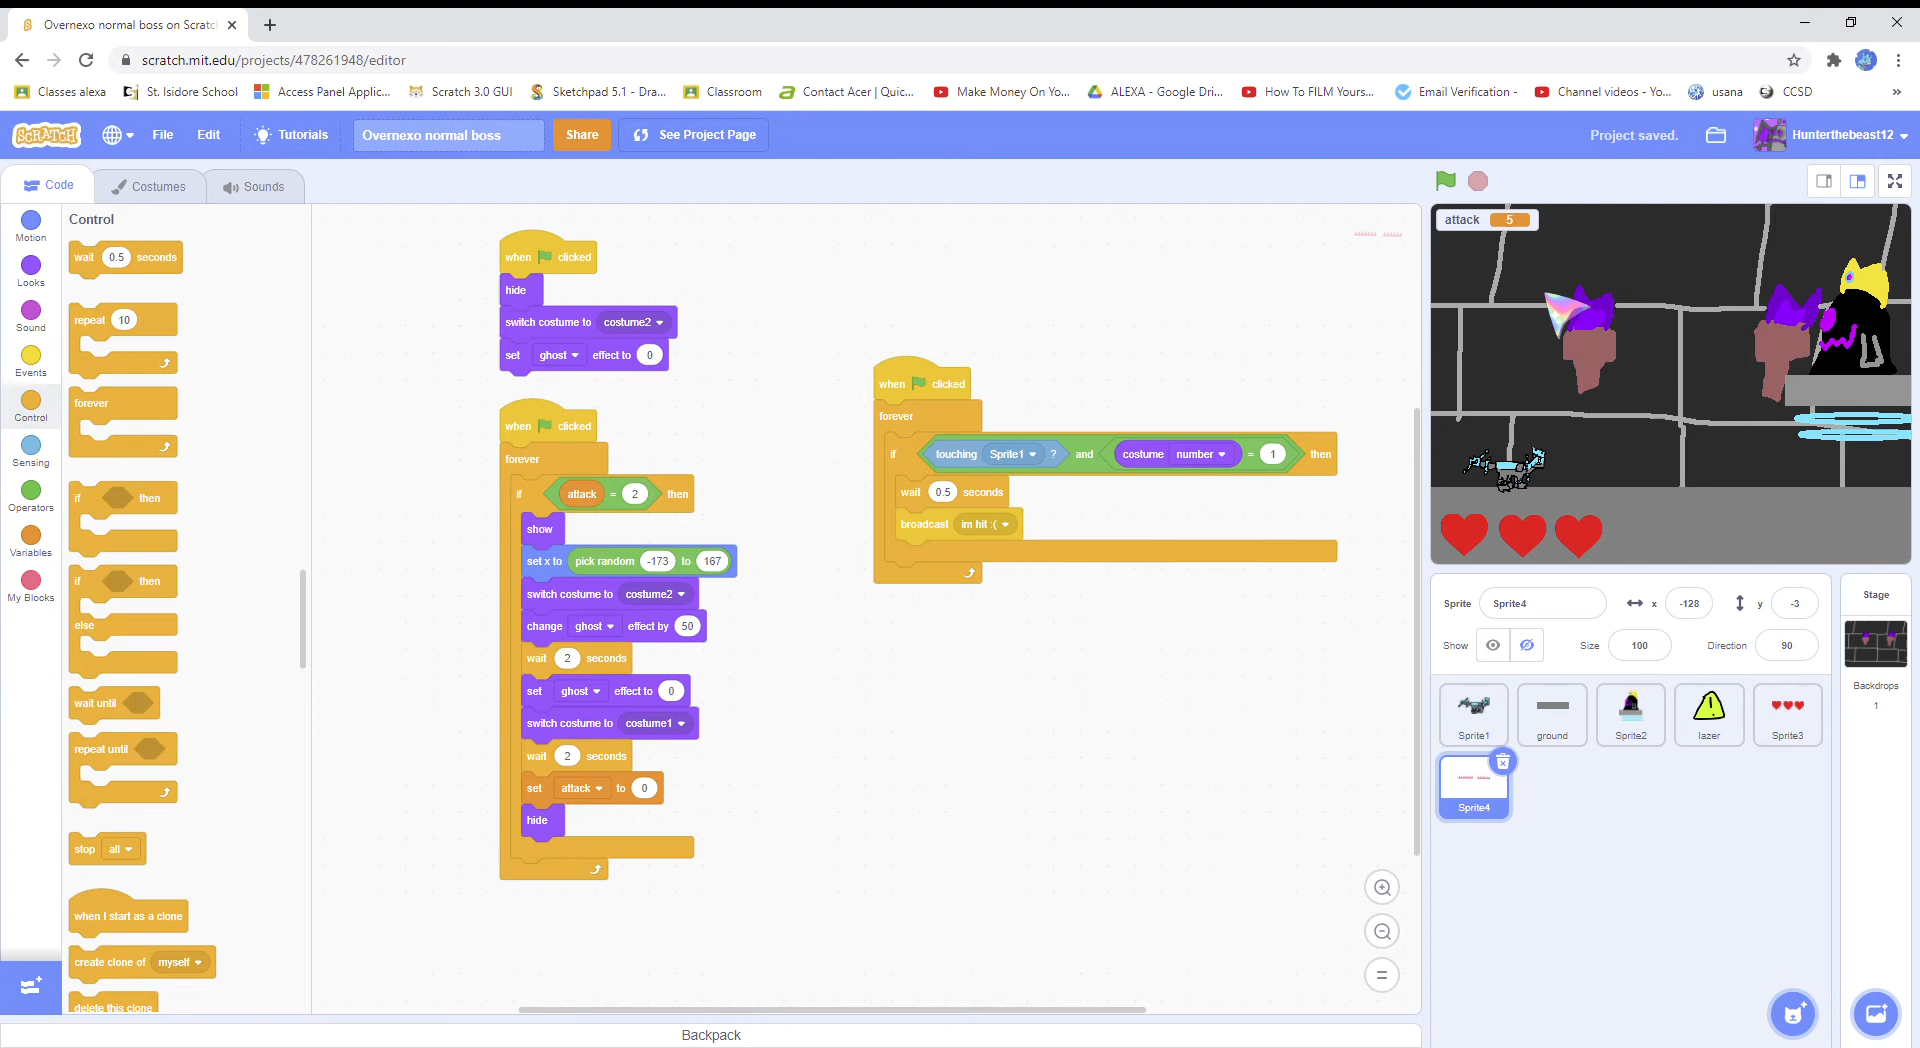 Overnexo normal boss on Scratc
scratch.mit.edu/projects/478261948/editor
Classes alexa
St. Isidore School
Access Panel Applic...
Scratch 3.0 GUI
Sketchpad 5.1 - Dra...
Classroom
Contact Acer | Quic...
Make Money On Yo...
ALEXA - Google Dri...
How To FILM Yours...
Email Verification -
Channel videos - Yo...
usana
CCSD
»
SCRATCH
File
Edit
Tutorials
Overnexo normal boss
Share
See Project Page
Project saved.
Hunterthebeast12
Code
Costumes
Sounds
Motion
Looks
Sound
Events
Control
Sensing
Operators
Variables
My Blocks
Control
wait 0.5 seconds
repeat 10
forever
if then
if then
else
wait until
repeat until
stop all
when I start as a clone
create clone of myself
delete this clone
when clicked
hide
switch costume to costume2
set ghost effect to 0
when clicked
forever
if attack = 2 then
show
set x to pick random -173 to 167
switch costume to costume2
change ghost effect by 50
wait 2 seconds
set ghost effect to 0
switch costume to costume1
wait 2 seconds
set attack to 0
hide
when clicked
forever
if touching Sprite1 ? and costume number = 1 then
wait 0.5 seconds
broadcast im hit :(
attack 5
Sprite Sprite4 x -128 y -3
Show Size 100 Direction 90
Sprite1
ground
Sprite2
lazer
Sprite3
Sprite4
Stage
Backdrops
1
Backpack